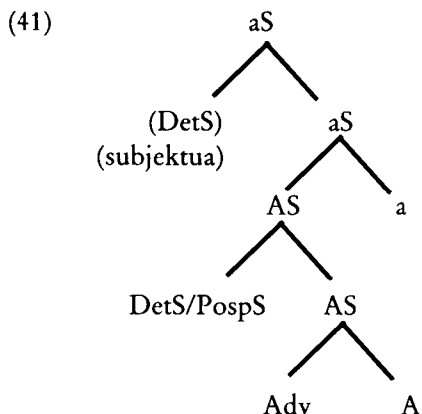 (41) aS
(DetS) aS
(subjektua)
AS a
DetS/PospS AS
Adv A